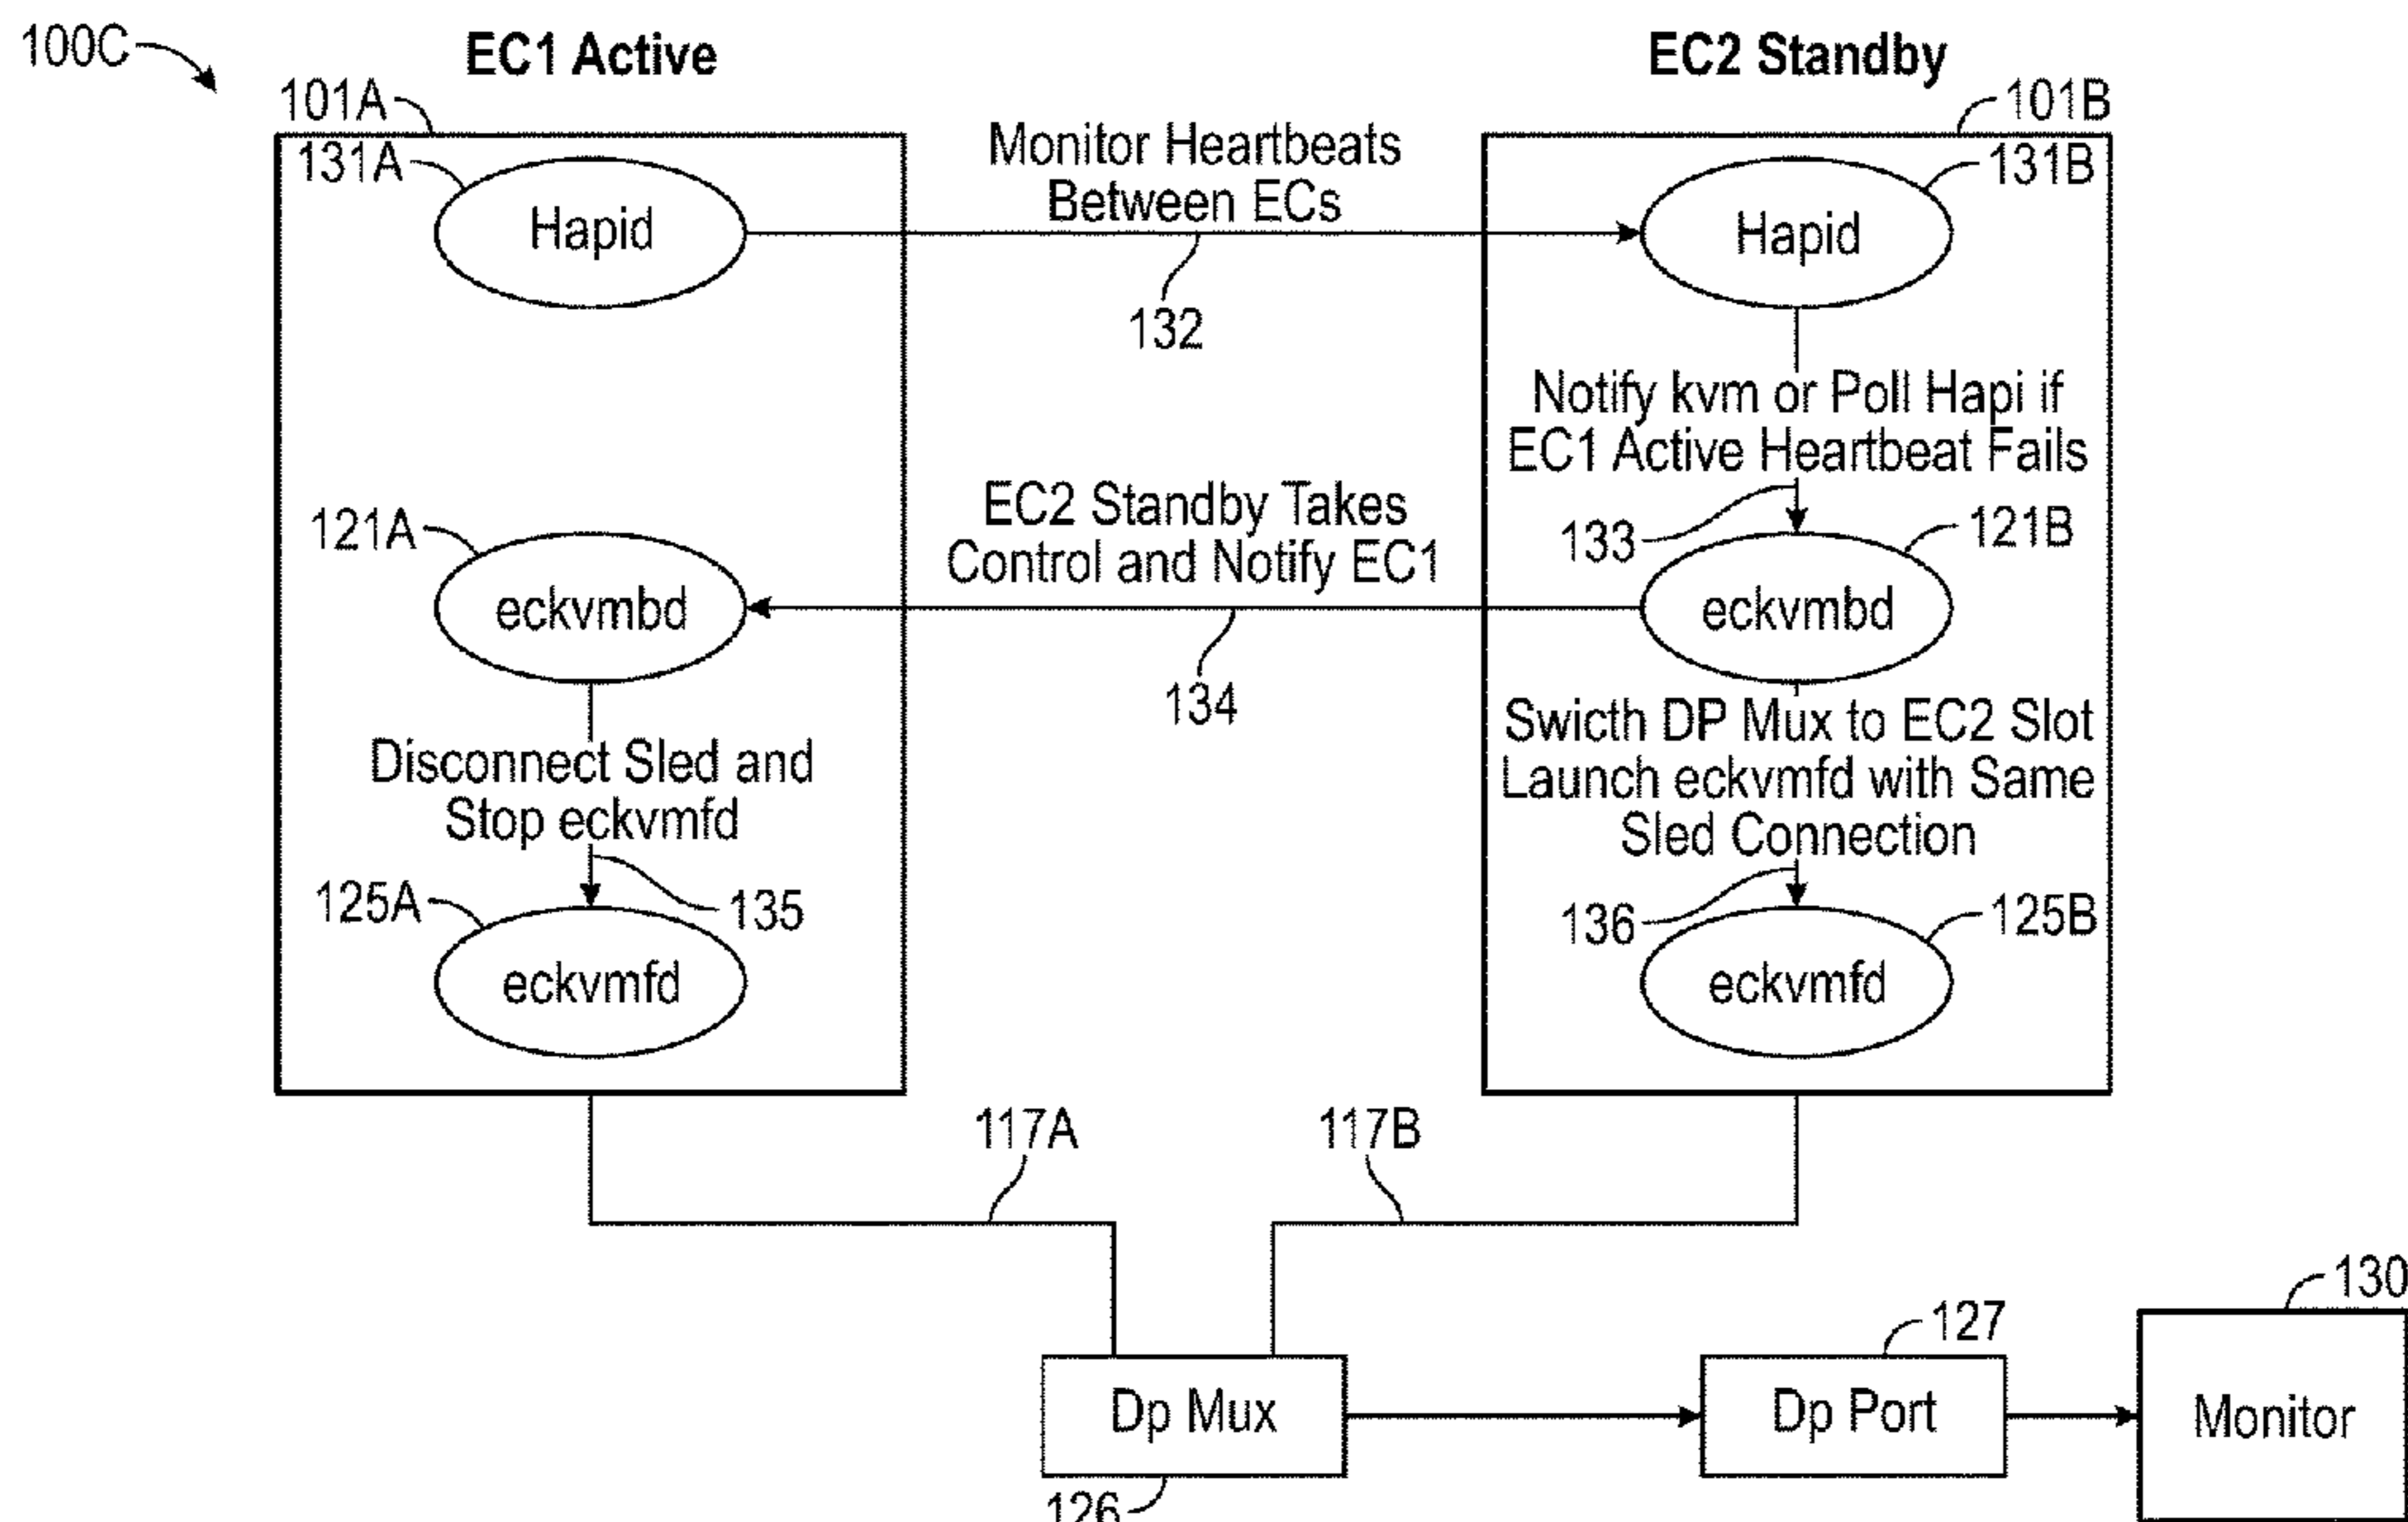 100C
EC1 Active
EC2 Standby
101A
101B
131A
Hapid
Monitor Heartbeats
Between ECs
132
131B
Hapid
Notify kvm or Poll Hapi if
EC1 Active Heartbeat Fails
133
121A
eckvmbd
EC2 Standby Takes
Control and Notify EC1
134
121B
eckvmbd
Disconnect Sled and
Stop eckvmfd
135
Swicth DP Mux to EC2 Slot
Launch eckvmfd with Same
Sled Connection
136
125A
eckvmfd
125B
eckvmfd
117A
117B
Dp Mux
126
127
Dp Port
130
Monitor